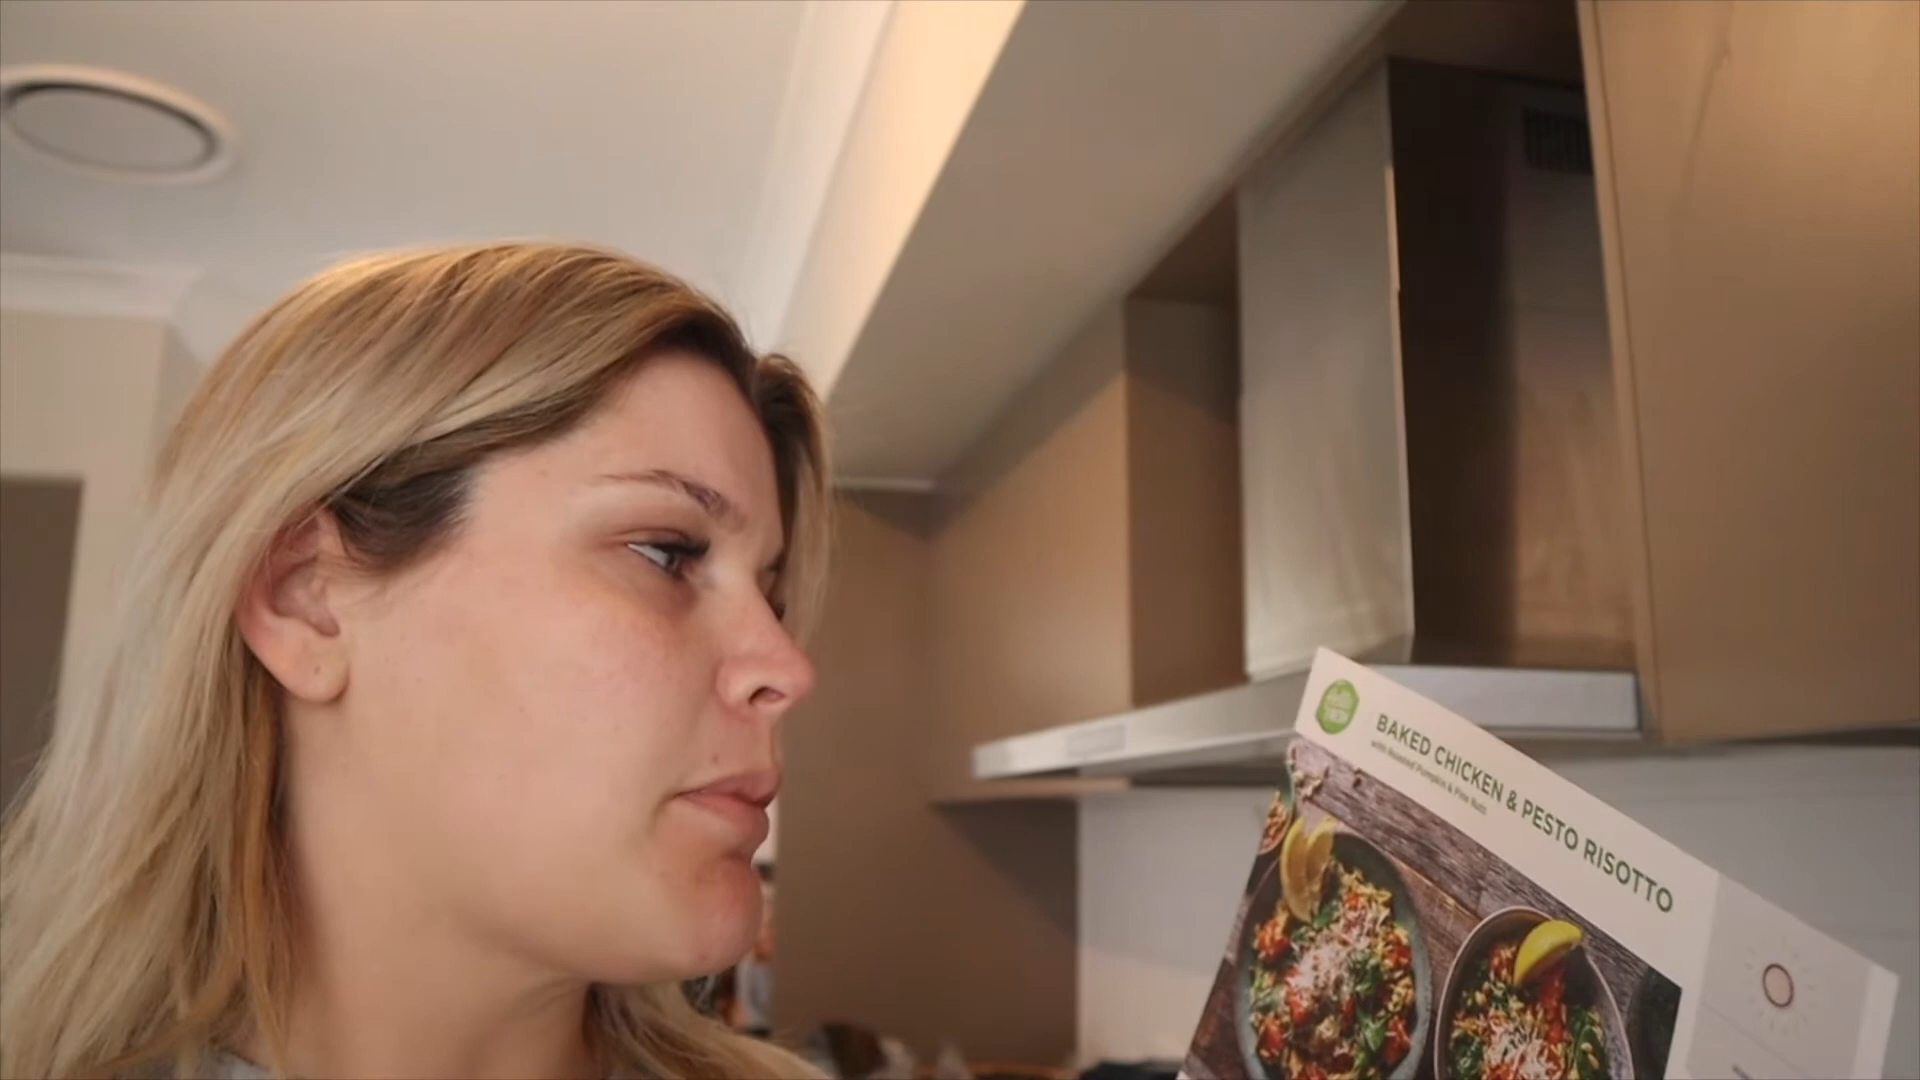 BAKED CHICKEN & PESTO RISOTTO
with Roasted Pumpkin & Pine Nuts